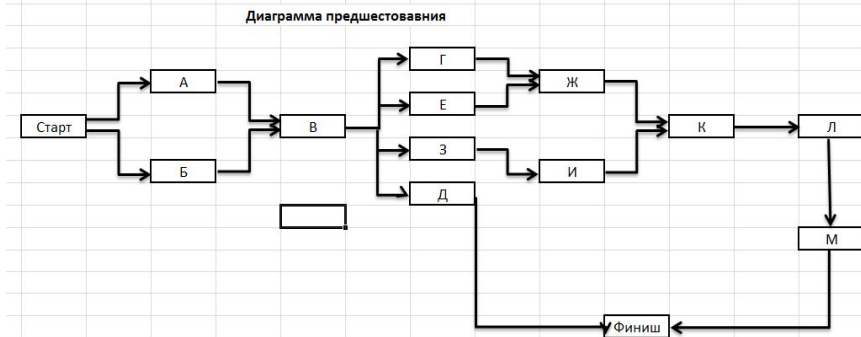 Диаграмма предшестовавния
Г
А
Ж
Е
Старт
В
К
Л
З
Б
И
Д
М
Финиш